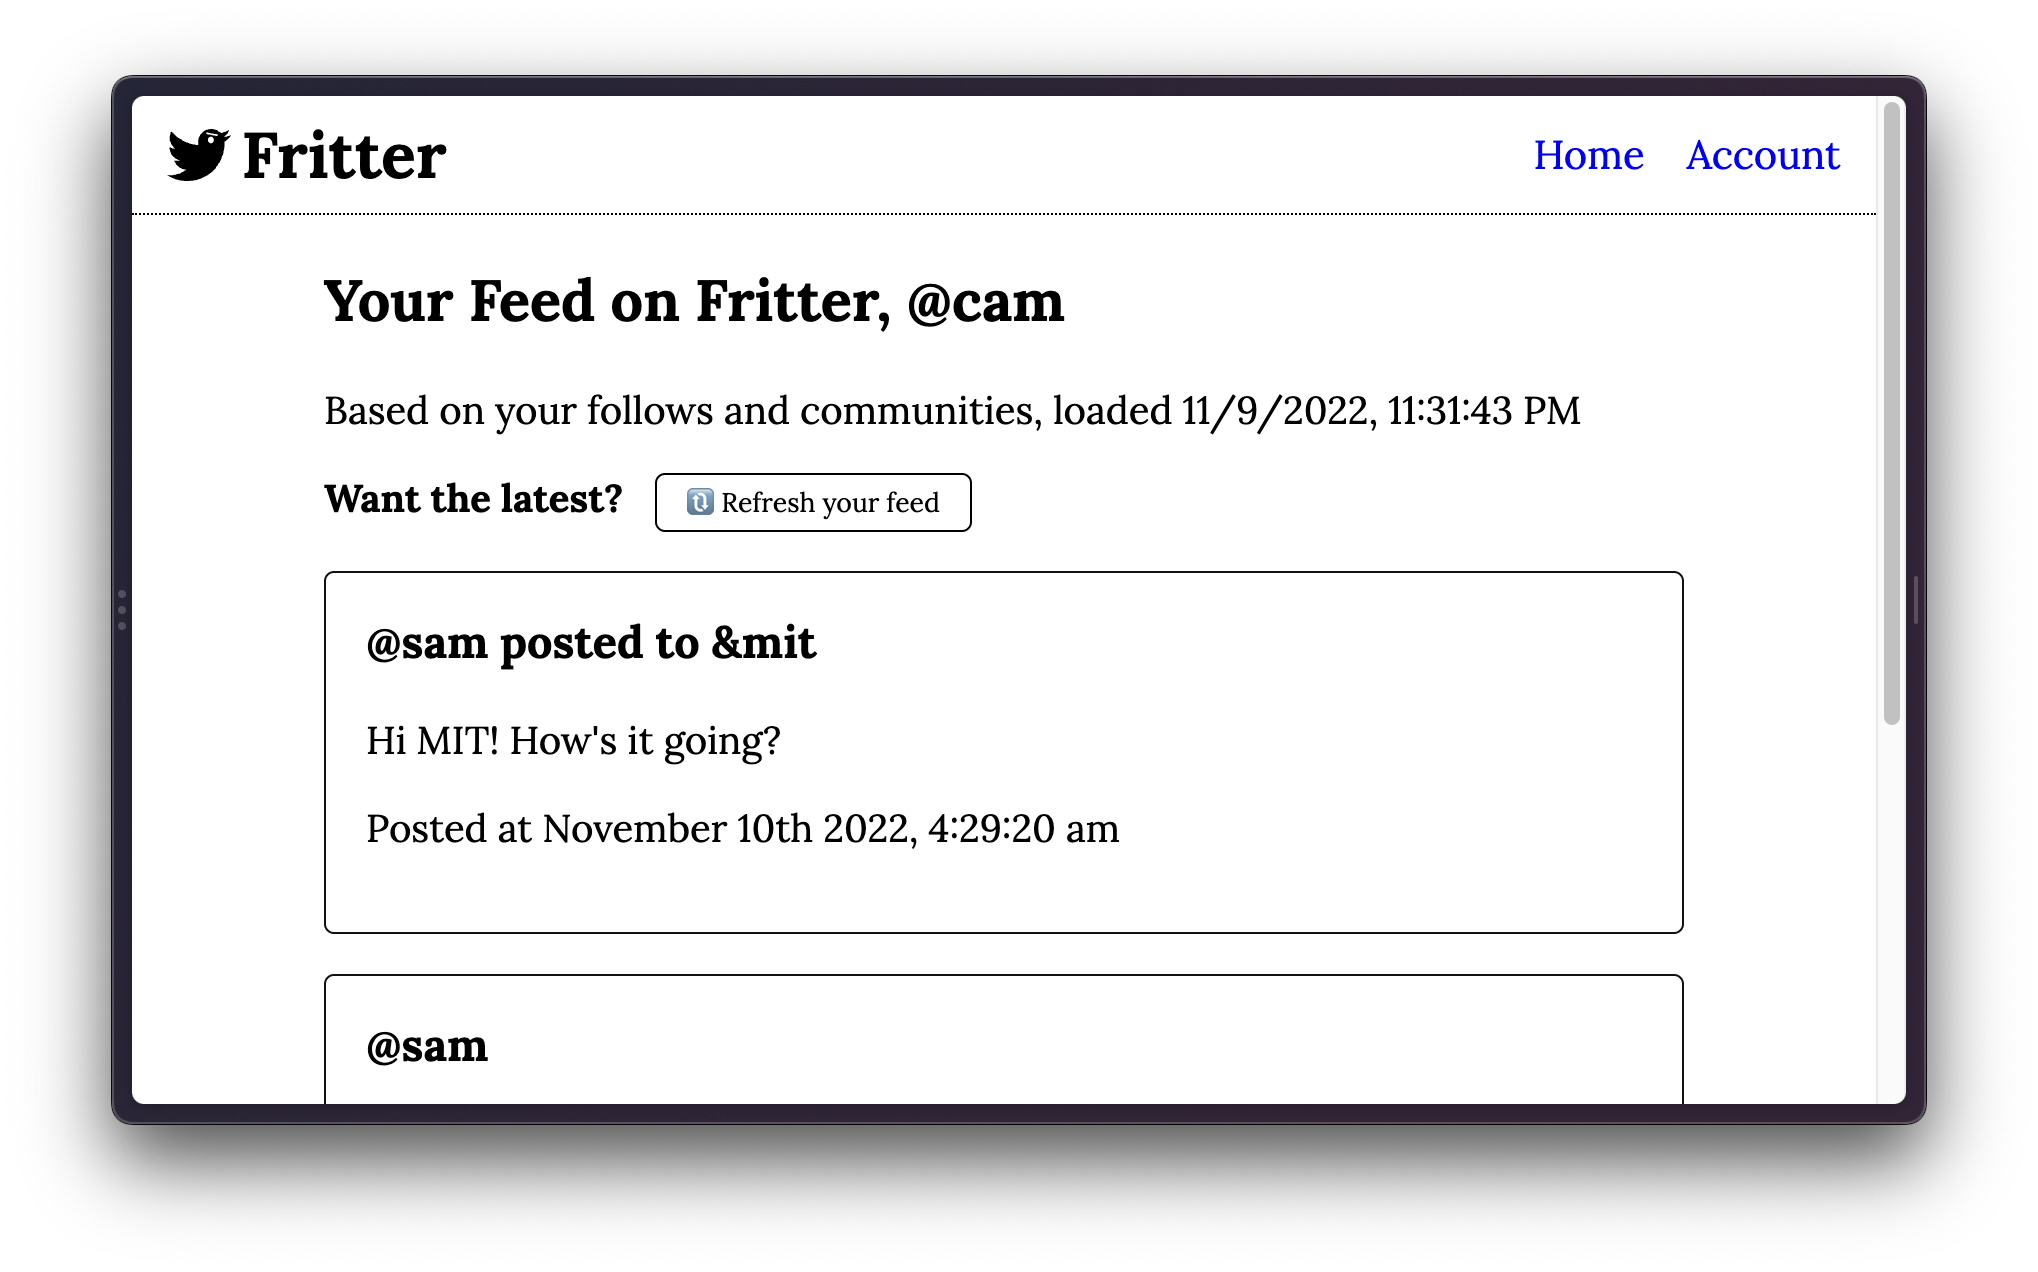 Fritter
Home Account
Your Feed on Fritter, @cam
Based on your follows and communities, loaded 11/9/2022, 11:31:43 PM
Want the latest? 🔃 Refresh your feed
@sam posted to &mit
Hi MIT! How's it going?
Posted at November 10th 2022, 4:29:20 am
@sam